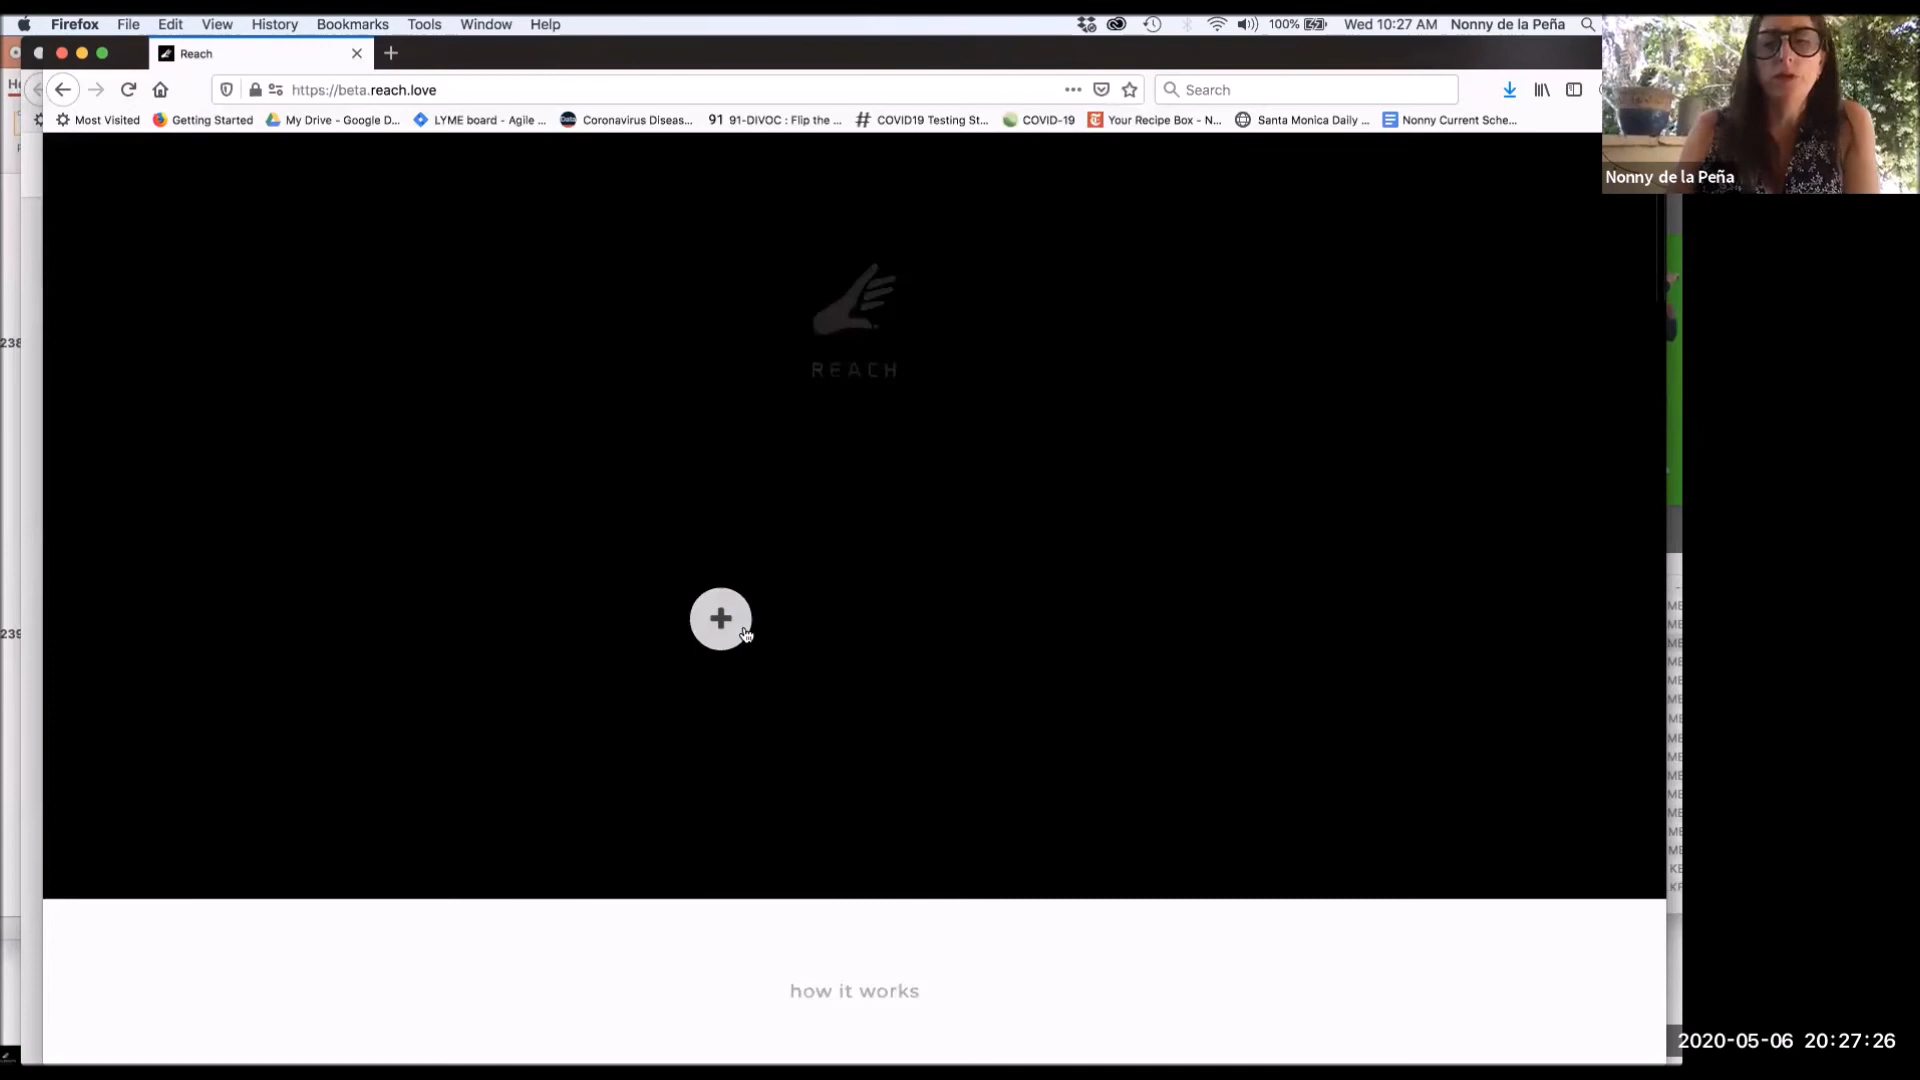 Firefox File Edit View History Bookmarks Tools Window Help 100% Wed 10:27 AM Nonny de la Peña
Reach
https://beta.reach.love
Search
Most Visited Getting Started My Drive - Google D... LYME board - Agile ... Coronavirus Diseas... 91 91-DIVOC : Flip the ... COVID19 Testing St... COVID-19 Your Recipe Box - N... Santa Monica Daily ... Nonny Current Sche...
Nonny de la Peña
REACH
238
239
how it works
2020-05-06 20:27:26